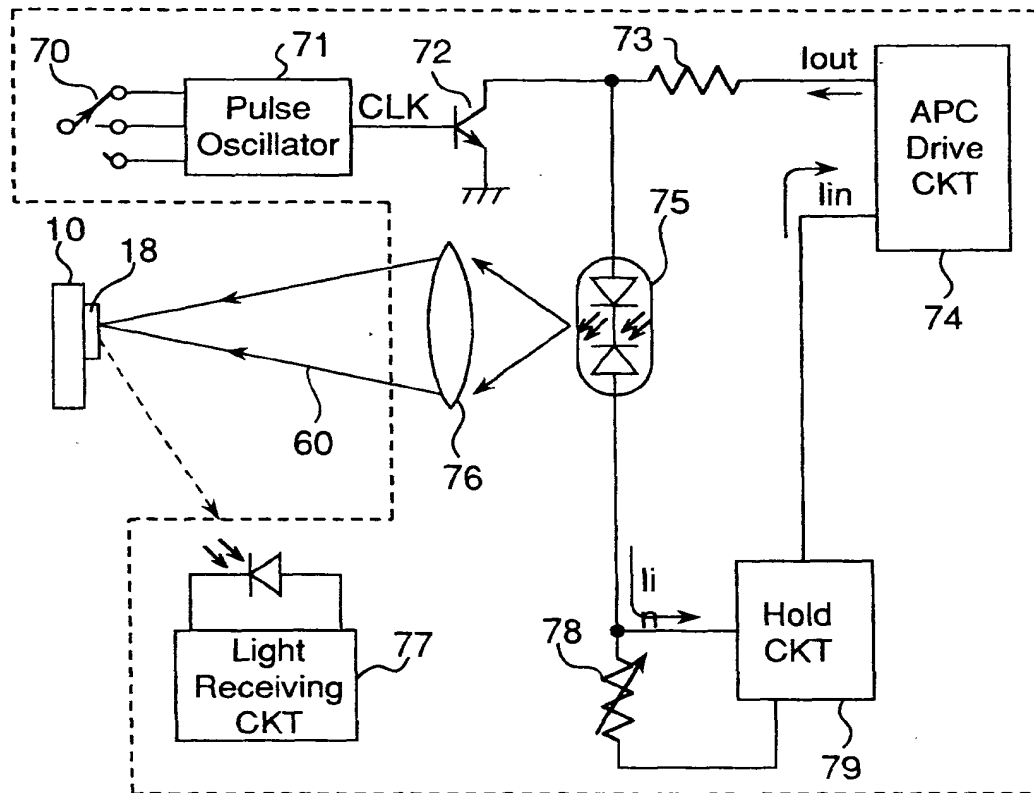 70
71
72
73
Iout
Pulse
Oscillator
CLK
APC
Drive
CKT
Iin
74
75
10
18
60
76
Ii
n
Hold
CKT
78
79
Light
Receiving
CKT
77